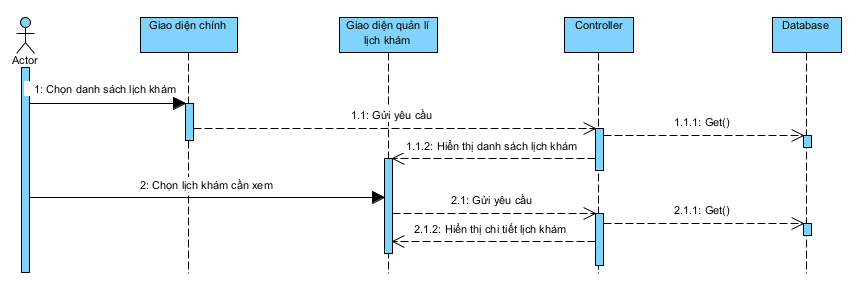 Giao diện chính
Giao diện quản lí
lịch khám
Controller
Database
Actor
1: Chọn danh sách lịch khám
1.1: Gửi yêu cầu
1.1.1: Get()
1.1.2: Hiển thị danh sách lịch khám
2: Chọn lịch khám cần xem
2.1: Gửi yêu cầu
2.1.1: Get()
2.1.2: Hiển thị chi tiết lịch khám